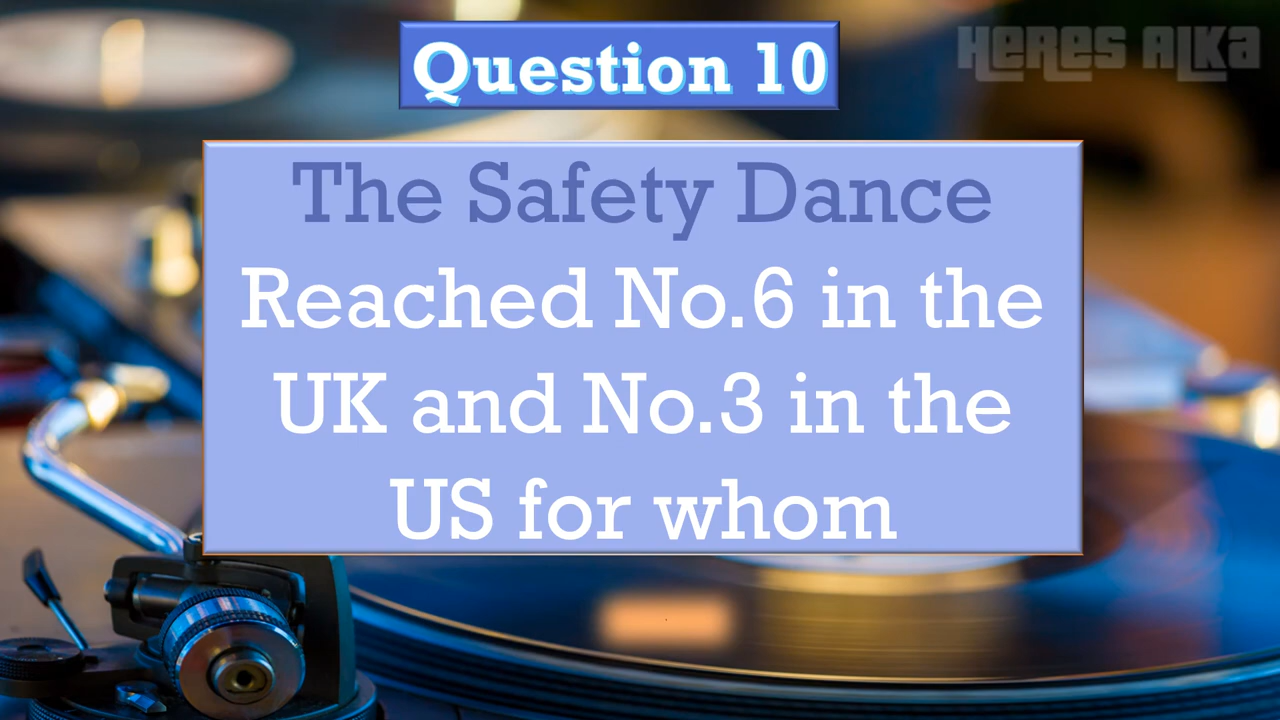 HERES ALKA
Question 10
The Safety Dance
Reached No.6 in the
UK and No.3 in the
US for whom